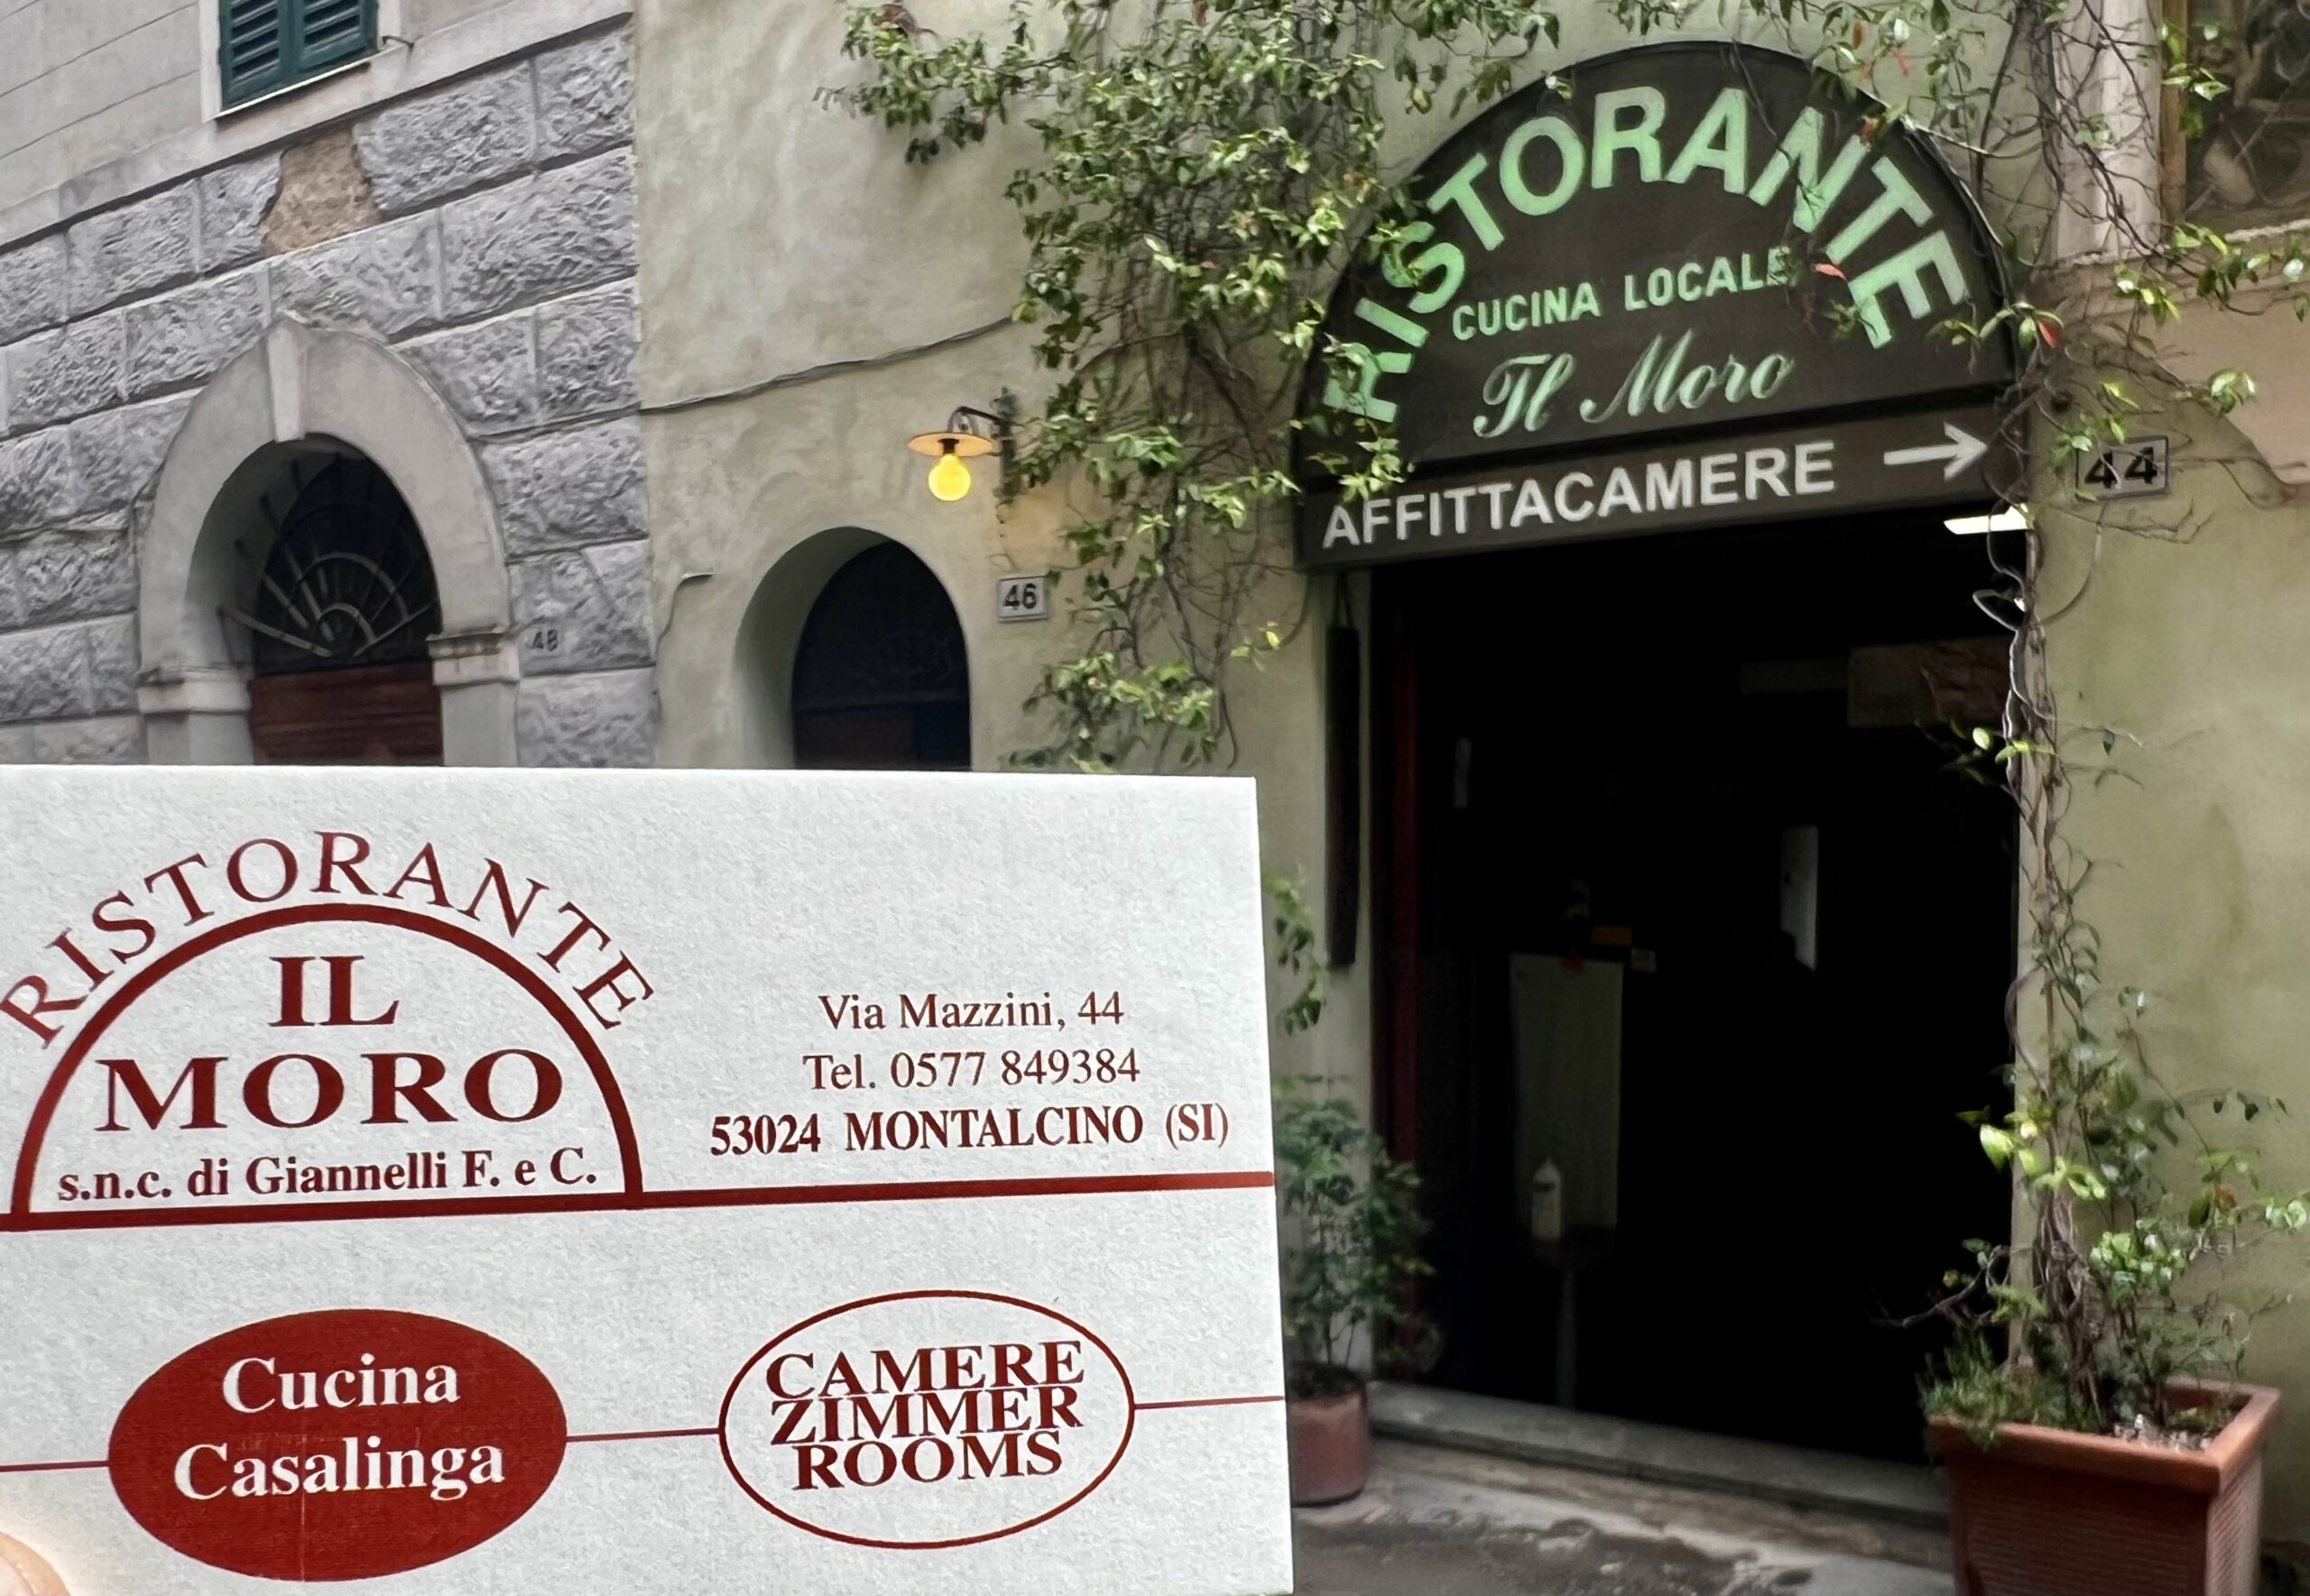 RISTORANTE
CUCINA LOCALE
Il Moro
AFFITTACAMERE →
44
46
48
RISTORANTE
IL
MORO
s.n.c. di Giannelli F. e C.
Via Mazzini, 44
Tel. 0577 849384
53024 MONTALCINO (SI)
Cucina
Casalinga
CAMERE
ZIMMER
ROOMS